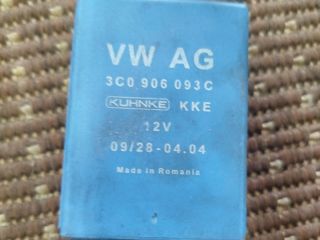 VW AG
3C0 906 093C
KUHNKE KKE
12V
09/28-04.04
Made in Romania